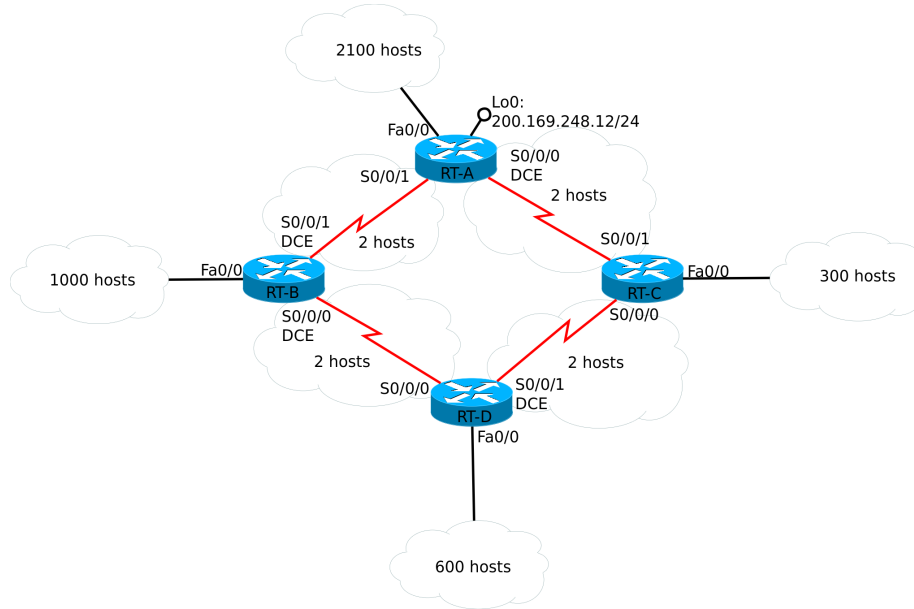 2100 hosts
Lo0:
200.169.248.12/24
Fa0/0
RT-A
S0/0/0
DCE
S0/0/1
2 hosts
S0/0/1
DCE
2 hosts
S0/0/1
1000 hosts
Fa0/0
RT-B
RT-C
Fa0/0
300 hosts
S0/0/0
DCE
S0/0/0
2 hosts
2 hosts
S0/0/0
S0/0/1
DCE
RT-D
Fa0/0
600 hosts